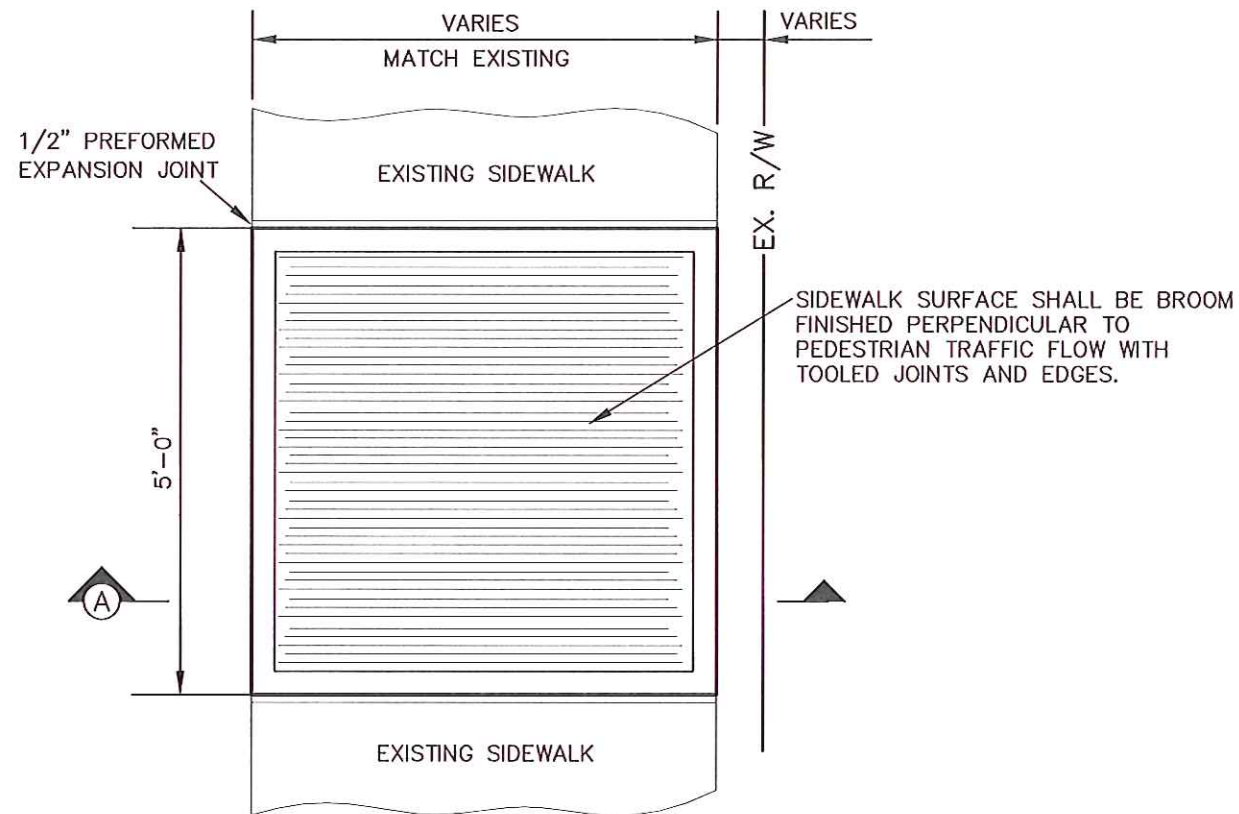 VARIES
VARIES
MATCH EXISTING
1/2" PREFORMED
EXPANSION JOINT
EXISTING SIDEWALK
EX. R/W
SIDEWALK SURFACE SHALL BE BROOM
FINISHED PERPENDICULAR TO
PEDESTRIAN TRAFFIC FLOW WITH
TOOLED JOINTS AND EDGES.
5'-0"
A
EXISTING SIDEWALK